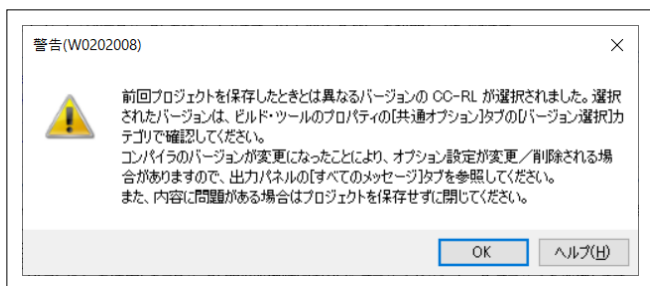 警告(W0202008)
前回プロジェクトを保存したときとは異なるバージョンの CC-RL が選択されました。選択
されたバージョンは、ビルド・ツールのプロパティの[共通オプション]タブの[バージョン選択]カ
テゴリで確認してください。
コンパイラのバージョンが変更になったことにより、オプション設定が変更／削除される場
合がありますので、出力パネルの[すべてのメッセージ]タブを参照してください。
また、内容に問題がある場合はプロジェクトを保存せずに閉じてください。
OK
ヘルプ(H)